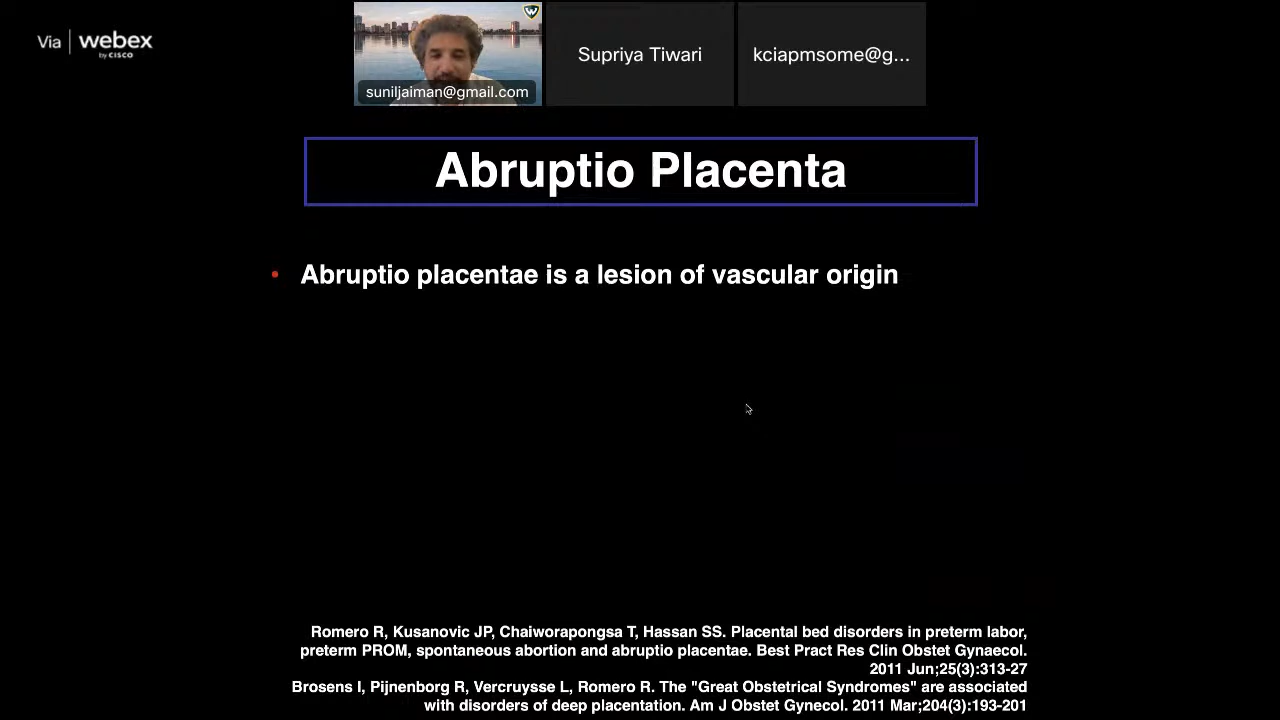 Via | webex
by CISCO
W
suniljaiman@gmail.com
Supriya Tiwari
kciapmsome@g...
Abruptio Placenta
• Abruptio placentae is a lesion of vascular origin
Romero R, Kusanovic JP, Chaiworapongsa T, Hassan SS. Placental bed disorders in preterm labor,
preterm PROM, spontaneous abortion and abruptio placentae. Best Pract Res Clin Obstet Gynaecol.
2011 Jun;25(3):313-27
Brosens I, Pijnenborg R, Vercruysse L, Romero R. The "Great Obstetrical Syndromes" are associated
with disorders of deep placentation. Am J Obstet Gynecol. 2011 Mar;204(3):193-201